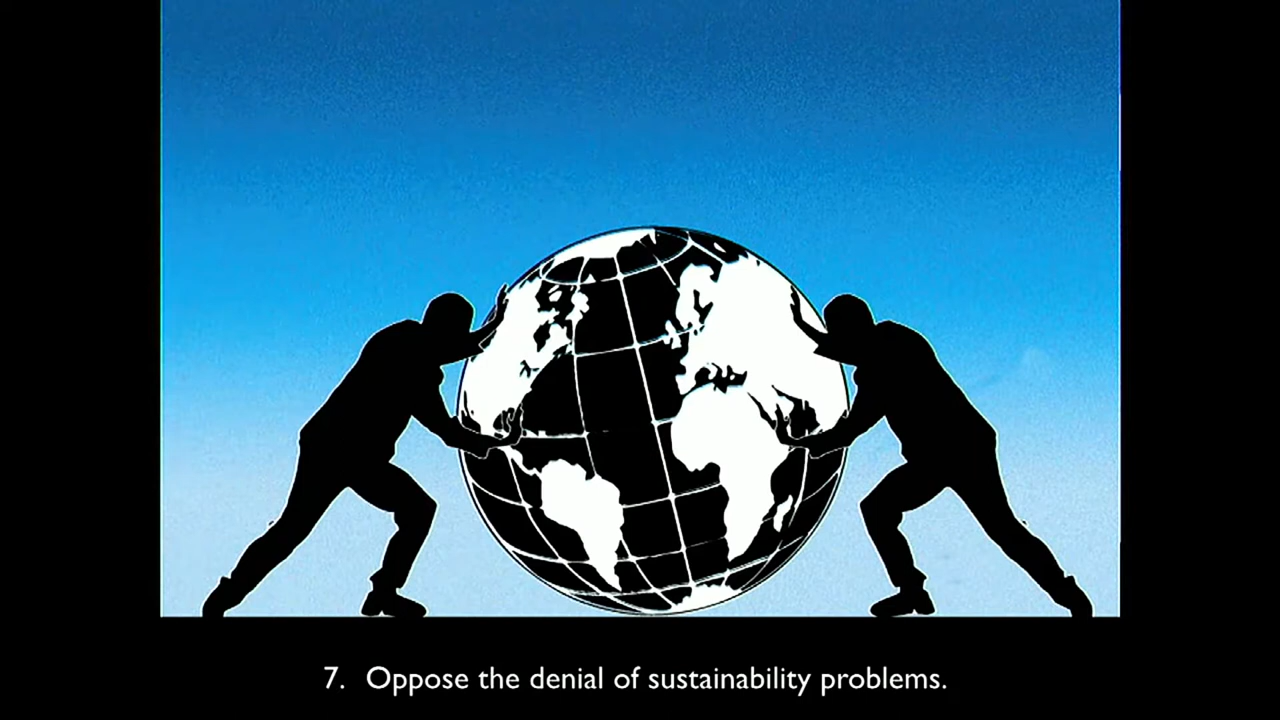 7. Oppose the denial of sustainability problems.